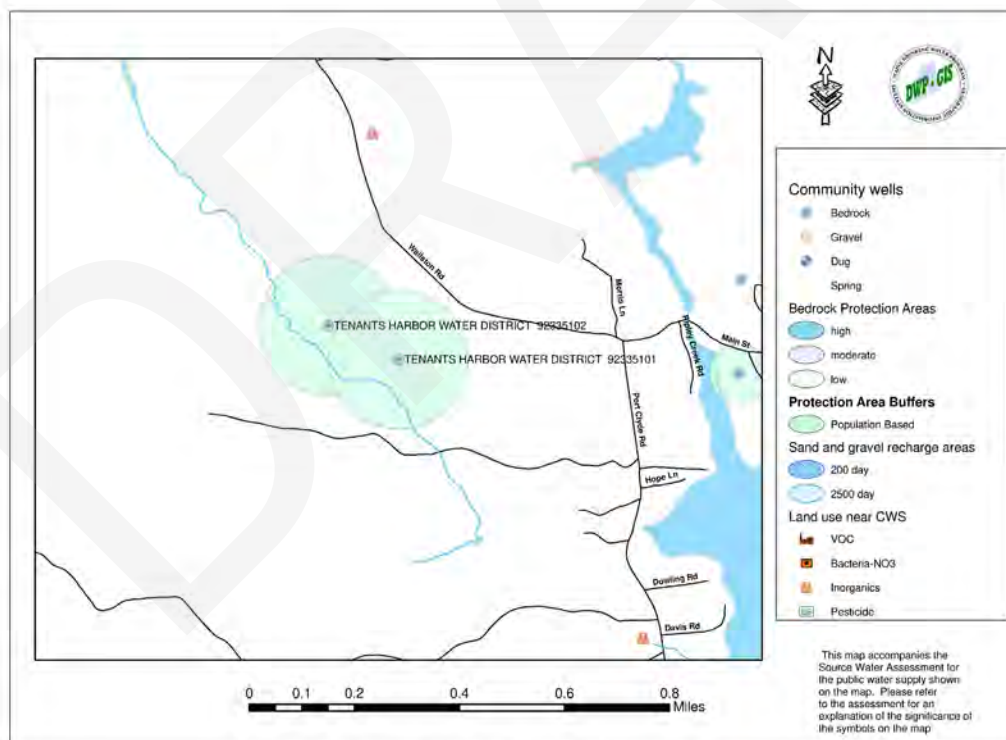 N
DWP - GIS
Wallston Rd
Morris Ln
Ripley Creek Rd
Main St
TENANTS HARBOR WATER DISTRICT 92335102
TENANTS HARBOR WATER DISTRICT 92335101
Port Clyde Rd
Hope Ln
Dowling Rd
Davis Rd
0 0.1 0.2 0.4 0.6 0.8
Miles
Community wells
Bedrock
Gravel
Dug
Spring
Bedrock Protection Areas
high
moderate
low
Protection Area Buffers
Population Based
Sand and gravel recharge areas
200 day
2500 day
Land use near CWS
VOC
Bacteria-NO3
Inorganics
Pesticide
This map accompanies the
Source Water Assessment for
the public water supply shown
on the map. Please refer
to the assessment for an
explanation of the significance of
the symbols on the map